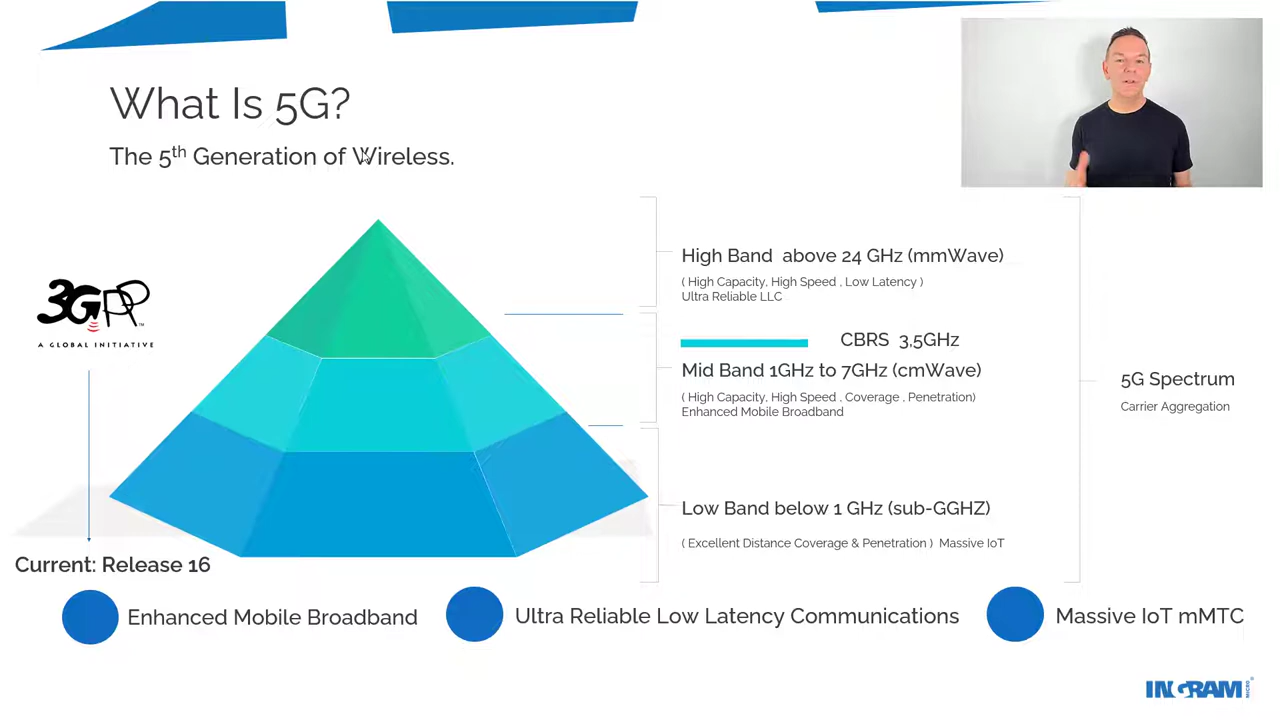 What Is 5G?
The 5th Generation of Wireless.
3GPP
TM
A GLOBAL INITIATIVE
High Band above 24 GHz (mmWave)
( High Capacity, High Speed , Low Latency )
Ultra Reliable LLC
CBRS 3,5GHz
Mid Band 1GHz to 7GHz (cmWave)
( High Capacity, High Speed , Coverage , Penetration)
Enhanced Mobile Broadband
5G Spectrum
Carrier Aggregation
Low Band below 1 GHz (sub-GGHZ)
( Excellent Distance Coverage & Penetration ) Massive IoT
Current: Release 16
Enhanced Mobile Broadband
Ultra Reliable Low Latency Communications
Massive IoT mMTC
INGRAM MICRO